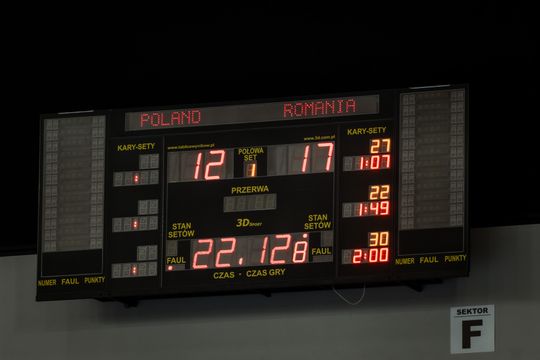 POLAND ROMANIA
KARY-SETY www.tablicewynikow.pl POŁOWA SET www.3d.com.pl KARY-SETY
12 1 17
27
1:07
PRZERWA
22
1:49
3D SPORT
STAN SETÓW STAN SETÓW
30
FAUL 22.128 FAUL 2:00
NUMER FAUL PUNKTY CZAS - CZAS GRY NUMER FAUL PUNKTY
SEKTOR
F